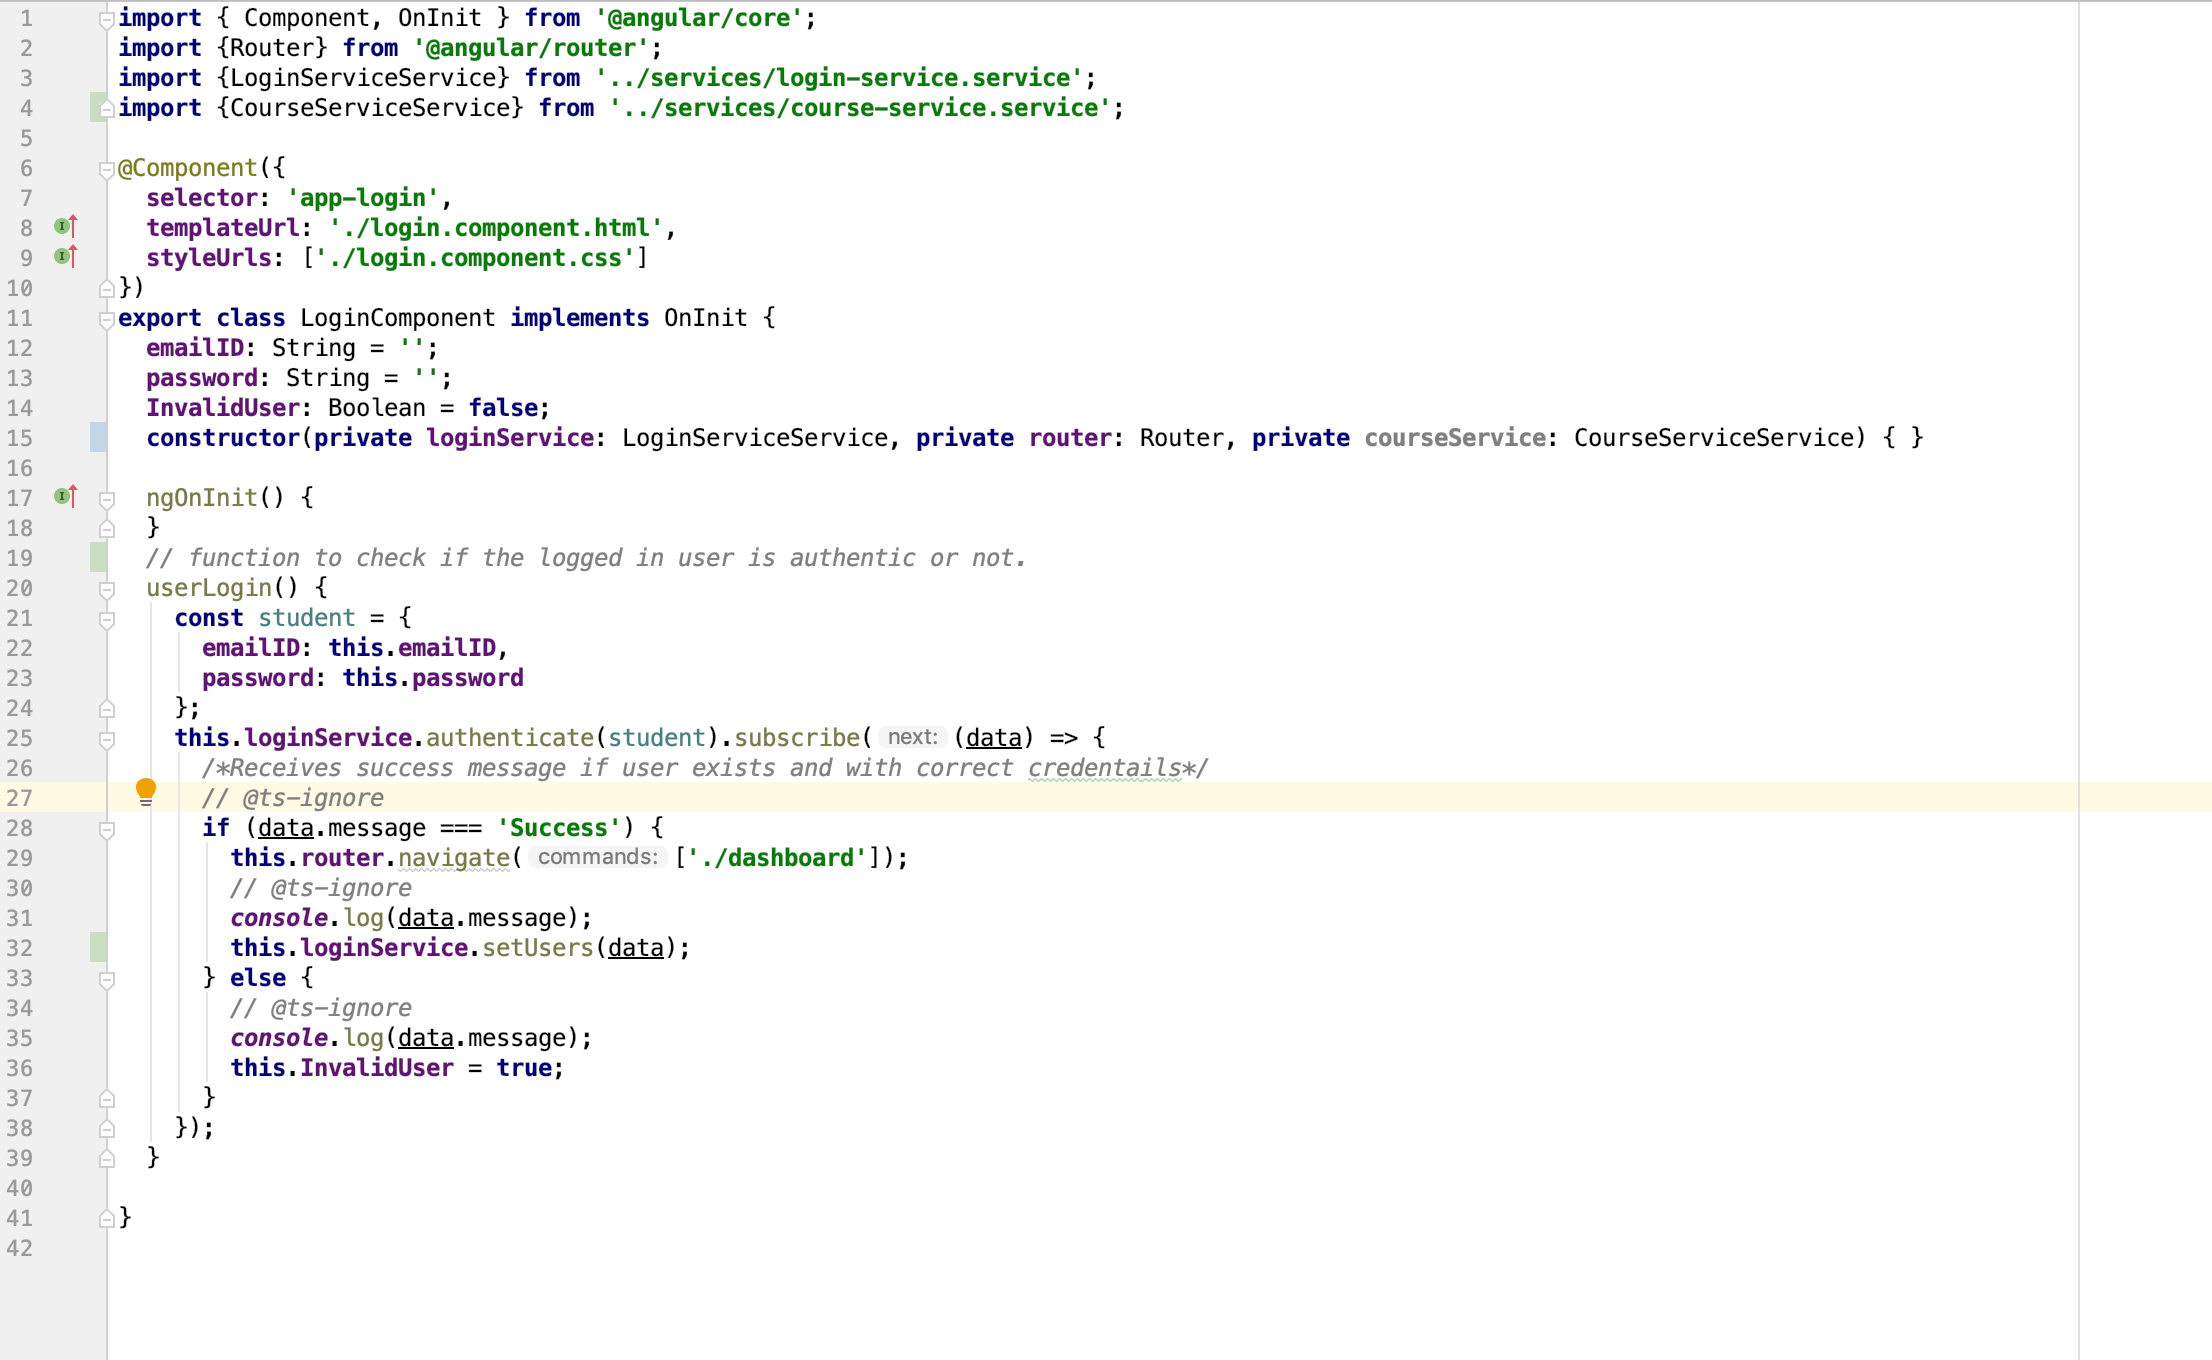 1 import { Component, OnInit } from '@angular/core';
2 import {Router} from '@angular/router';
3 import {LoginServiceService} from '../services/login-service.service';
4 import {CourseServiceService} from '../services/course-service.service';
5
6 @Component({
7   selector: 'app-login',
8   templateUrl: './login.component.html',
9   styleUrls: ['./login.component.css']
10 })
11 export class LoginComponent implements OnInit {
12   emailID: String = '';
13   password: String = '';
14   InvalidUser: Boolean = false;
15   constructor(private loginService: LoginServiceService, private router: Router, private courseService: CourseServiceService) { }
16
17   ngOnInit() {
18   }
19   // function to check if the logged in user is authentic or not.
20   userLogin() {
21     const student = {
22       emailID: this.emailID,
23       password: this.password
24     };
25     this.loginService.authenticate(student).subscribe( next: (data) => {
26       /*Receives success message if user exists and with correct credentails*/
27       // @ts-ignore
28       if (data.message === 'Success') {
29         this.router.navigate( commands: ['./dashboard']);
30         // @ts-ignore
31         console.log(data.message);
32         this.loginService.setUsers(data);
33       } else {
34         // @ts-ignore
35         console.log(data.message);
36         this.InvalidUser = true;
37       }
38     });
39   }
40
41 }
42